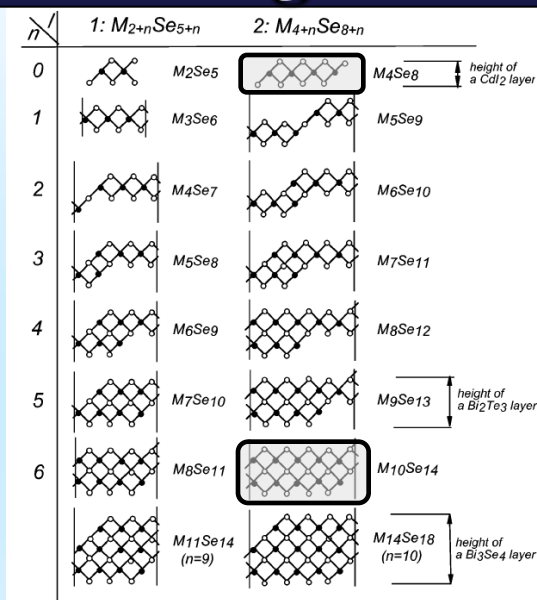 n \ l 1: M2+nSe5+n 2: M4+nSe8+n
0 M2Se5 M4Se8 height of
a CdI2 layer
1 M3Se6 M5Se9
2 M4Se7 M6Se10
3 M5Se8 M7Se11
4 M6Se9 M8Se12
5 M7Se10 M9Se13 height of
a Bi2Te3 layer
6 M8Se11 M10Se14
M11Se14 M14Se18 height of
(n=9) (n=10) a Bi3Se4 layer